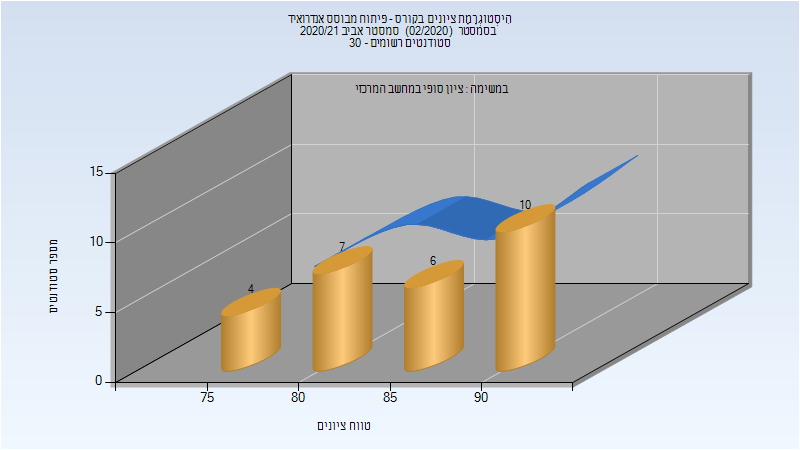 היסטוגרמת ציונים בקורס - פיתוח מבוסס אנדרואיד
בסמסטר (02/2020) סמסטר אביב 2020/21
סטודנטים רשומים - 30
במשימה : ציון סופי במחשב המרכזי
מספר סטודנטים
15
10
5
0
4
7
6
10
75
80
85
90
טווח ציונים